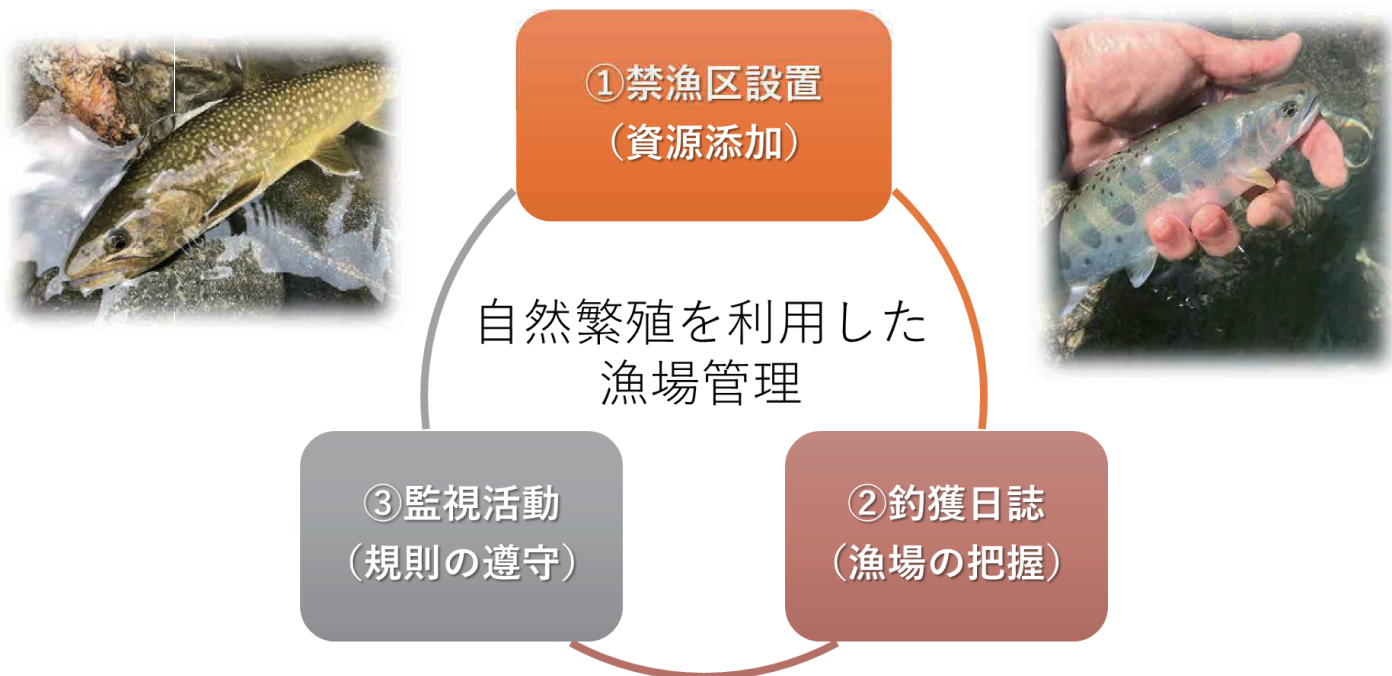 ①禁漁区設置
（資源添加）
自然繁殖を利用した
漁場管理
③監視活動
（規則の遵守）
②釣獲日誌
（漁場の把握）